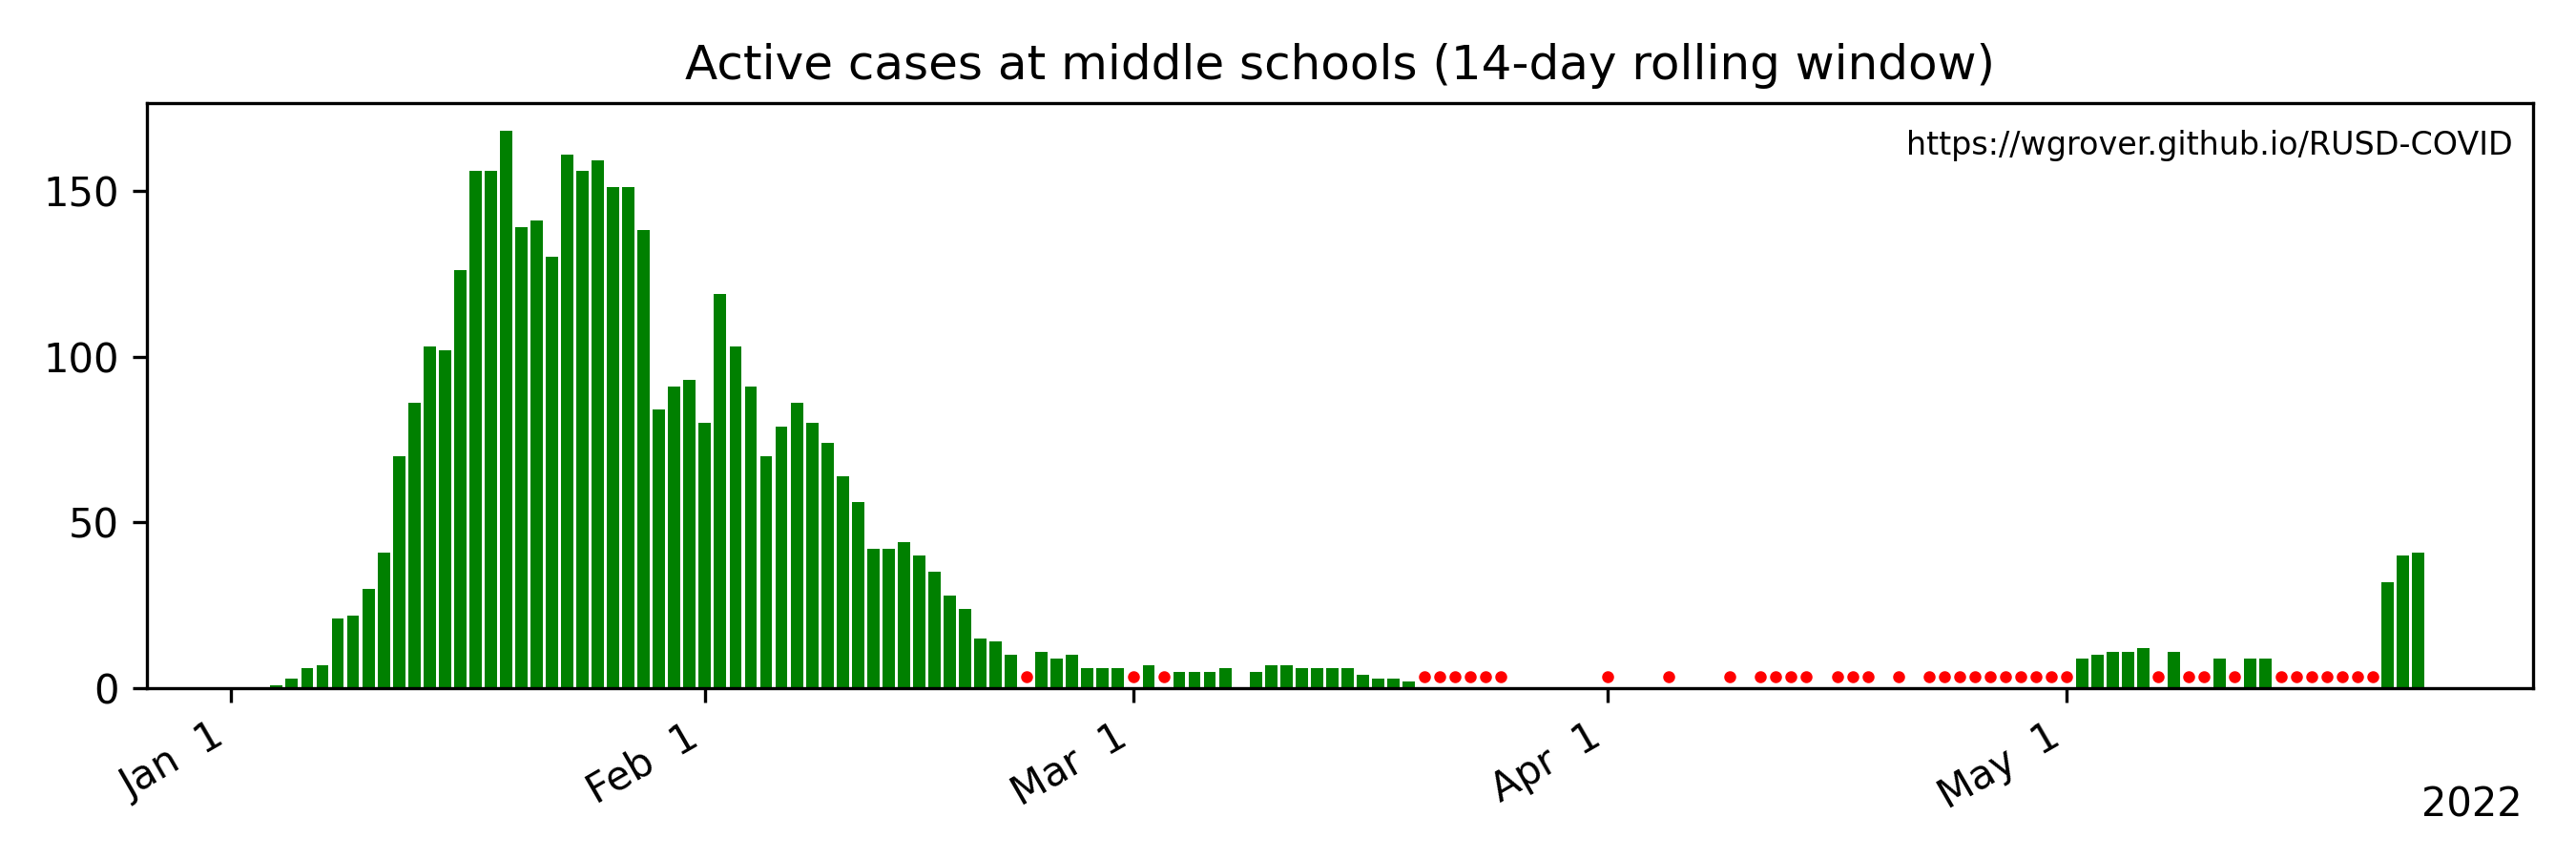 Active cases at middle schools (14-day rolling window)
https://wgrover.github.io/RUSD-COVID
150
100
50
0
Jan 1
Feb 1
Mar 1
Apr 1
May 1
2022